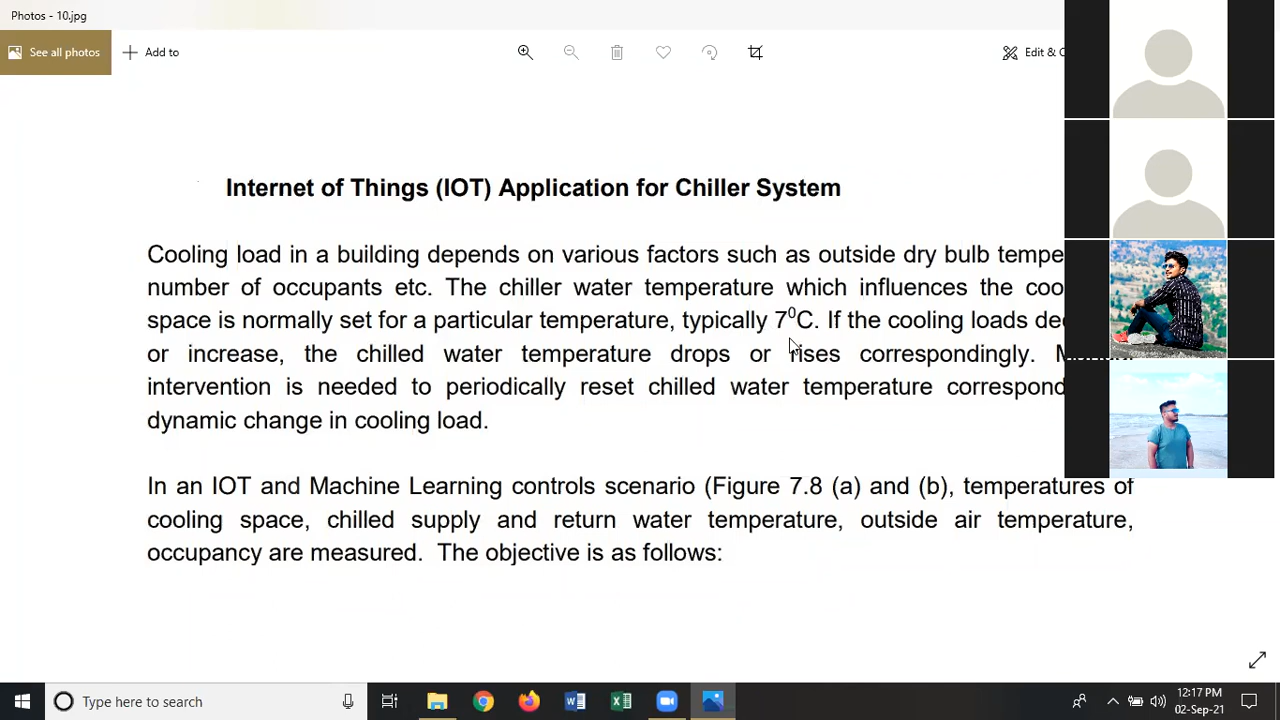 Photos - 10.jpg
See all photos
Add to
Edit & C
Internet of Things (IOT) Application for Chiller System
Cooling load in a building depends on various factors such as outside dry bulb tempe
number of occupants etc. The chiller water temperature which influences the coo
space is normally set for a particular temperature, typically 7⁰C. If the cooling loads de
or increase, the chilled water temperature drops or rises correspondingly.
intervention is needed to periodically reset chilled water temperature correspond
dynamic change in cooling load.
In an IOT and Machine Learning controls scenario (Figure 7.8 (a) and (b), temperatures of
cooling space, chilled supply and return water temperature, outside air temperature,
occupancy are measured. The objective is as follows:
Type here to search
12:17 PM
02-Sep-21